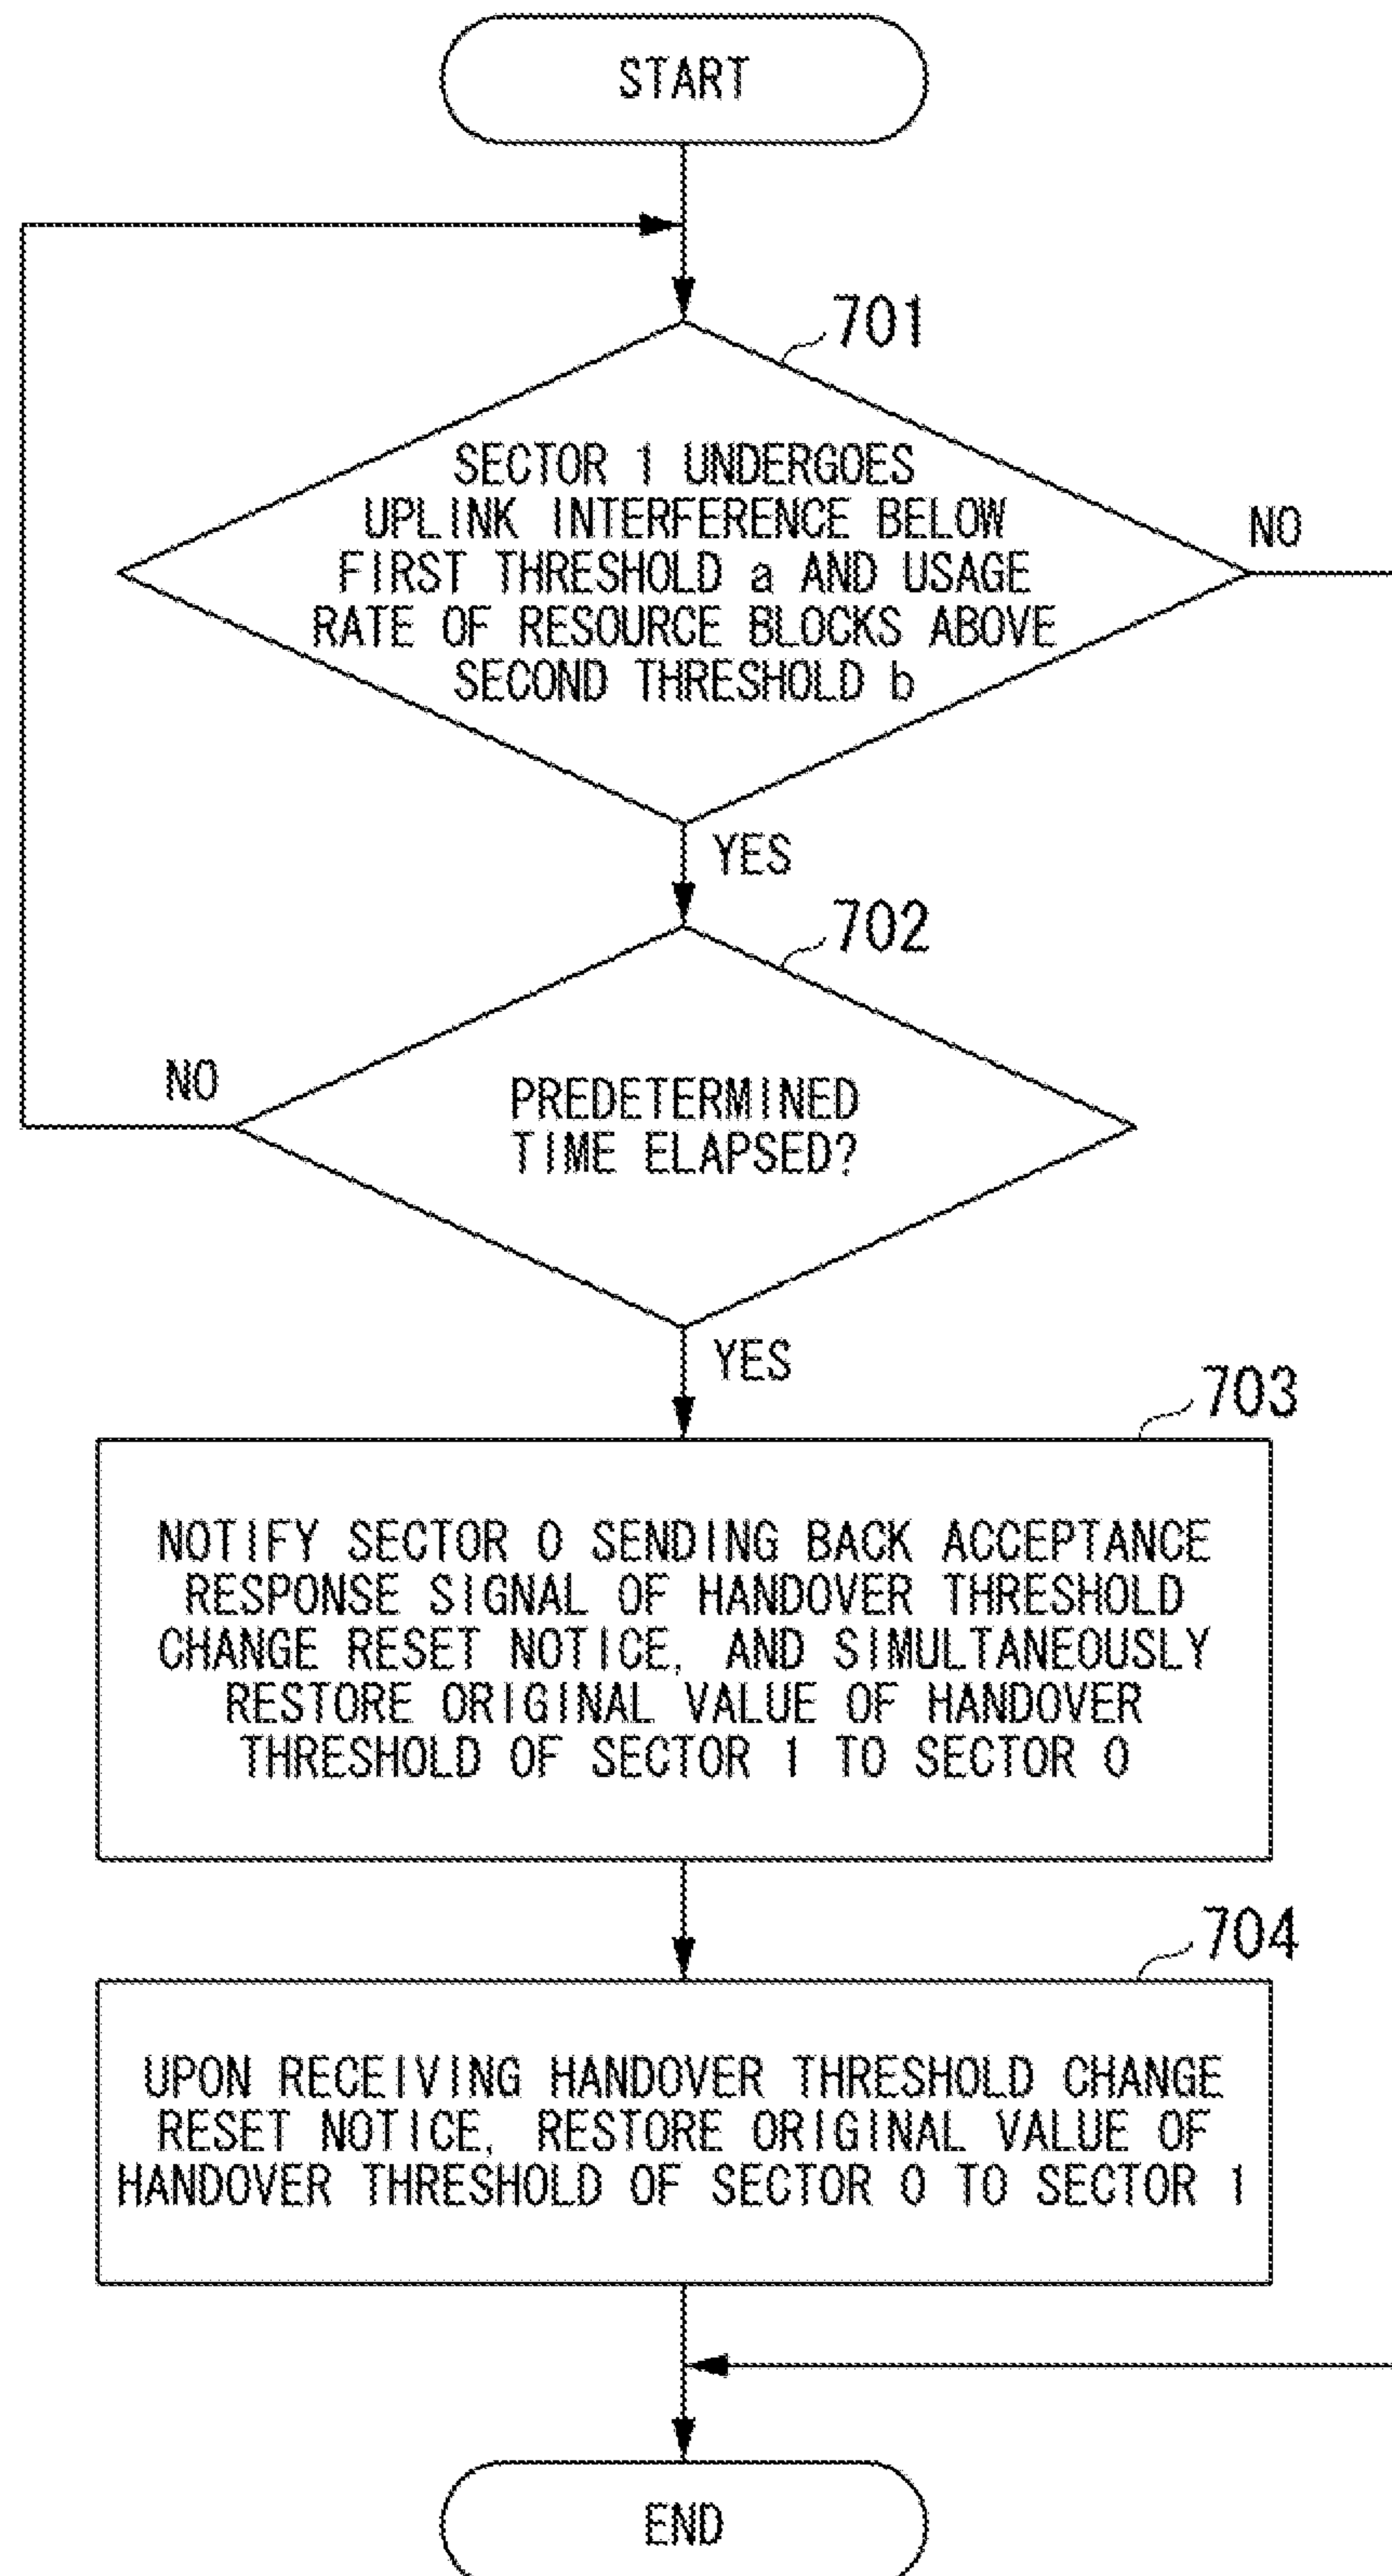 START
701
SECTOR 1 UNDERGOES
UPLINK INTERFERENCE BELOW
FIRST THRESHOLD a AND USAGE
RATE OF RESOURCE BLOCKS ABOVE
SECOND THRESHOLD b
NO
YES
702
NO
PREDETERMINED
TIME ELAPSED?
YES
703
NOTIFY SECTOR 0 SENDING BACK ACCEPTANCE
RESPONSE SIGNAL OF HANDOVER THRESHOLD
CHANGE RESET NOTICE, AND SIMULTANEOUSLY
RESTORE ORIGINAL VALUE OF HANDOVER
THRESHOLD OF SECTOR 1 TO SECTOR 0
704
UPON RECEIVING HANDOVER THRESHOLD CHANGE
RESET NOTICE, RESTORE ORIGINAL VALUE OF
HANDOVER THRESHOLD OF SECTOR 0 TO SECTOR 1
END